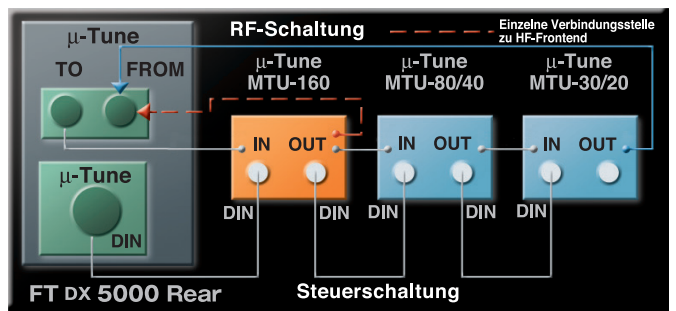 μ-Tune
TO FROM
μ-Tune
DIN
FT DX 5000 Rear
RF-Schaltung
Einzelne Verbindungsstelle
zu HF-Frontend
μ-Tune
MTU-160
IN OUT
DIN DIN
μ-Tune
MTU-80/40
IN OUT
DIN DIN
μ-Tune
MTU-30/20
IN OUT
DIN
Steuerschaltung